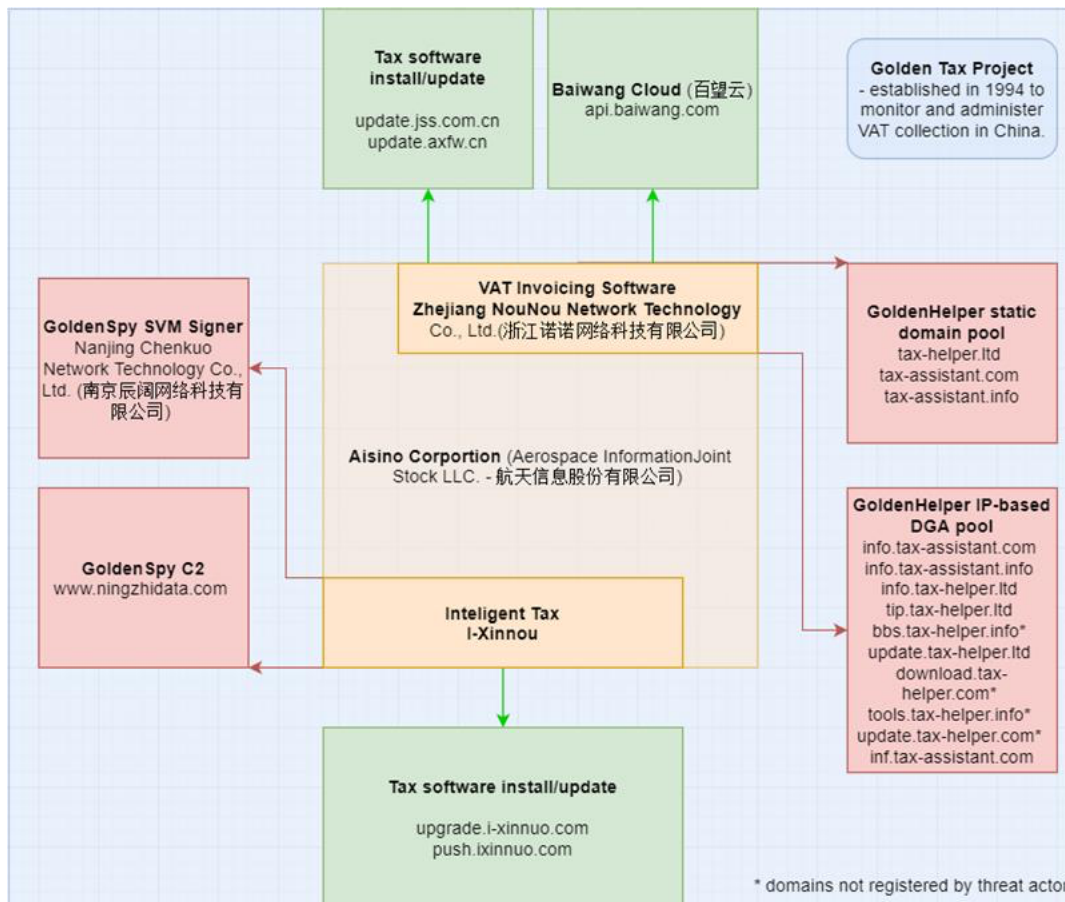 Tax software
install/update
update.jss.com.cn
update.axfw.cn
Baiwang Cloud (百望云)
api.baiwang.com
Golden Tax Project
- established in 1994 to
monitor and administer
VAT collection in China.
VAT Invoicing Software
Zhejiang NouNou Network Technology
Co., Ltd.(浙江诺诺网络科技有限公司)
GoldenSpy SVM Signer
Nanjing Chenkuo
Network Technology Co.,
Ltd. (南京辰阔网络科技有
限公司)
GoldenHelper static
domain pool
tax-helper.ltd
tax-assistant.com
tax-assistant.info
Aisino Corportion (Aerospace InformationJoint
Stock LLC. - 航天信息股份有限公司)
GoldenSpy C2
www.ningzhidata.com
GoldenHelper IP-based
DGA pool
info.tax-assistant.com
info.tax-assistant.info
info.tax-helper.ltd
tip.tax-helper.ltd
bbs.tax-helper.info*
update.tax-helper.ltd
download.tax-
helper.com*
tools.tax-helper.info*
update.tax-helper.com*
inf.tax-assistant.com
Inteligent Tax
I-Xinnou
Tax software install/update
upgrade.i-xinnuo.com
push.ixinnuo.com
* domains not registered by threat actor